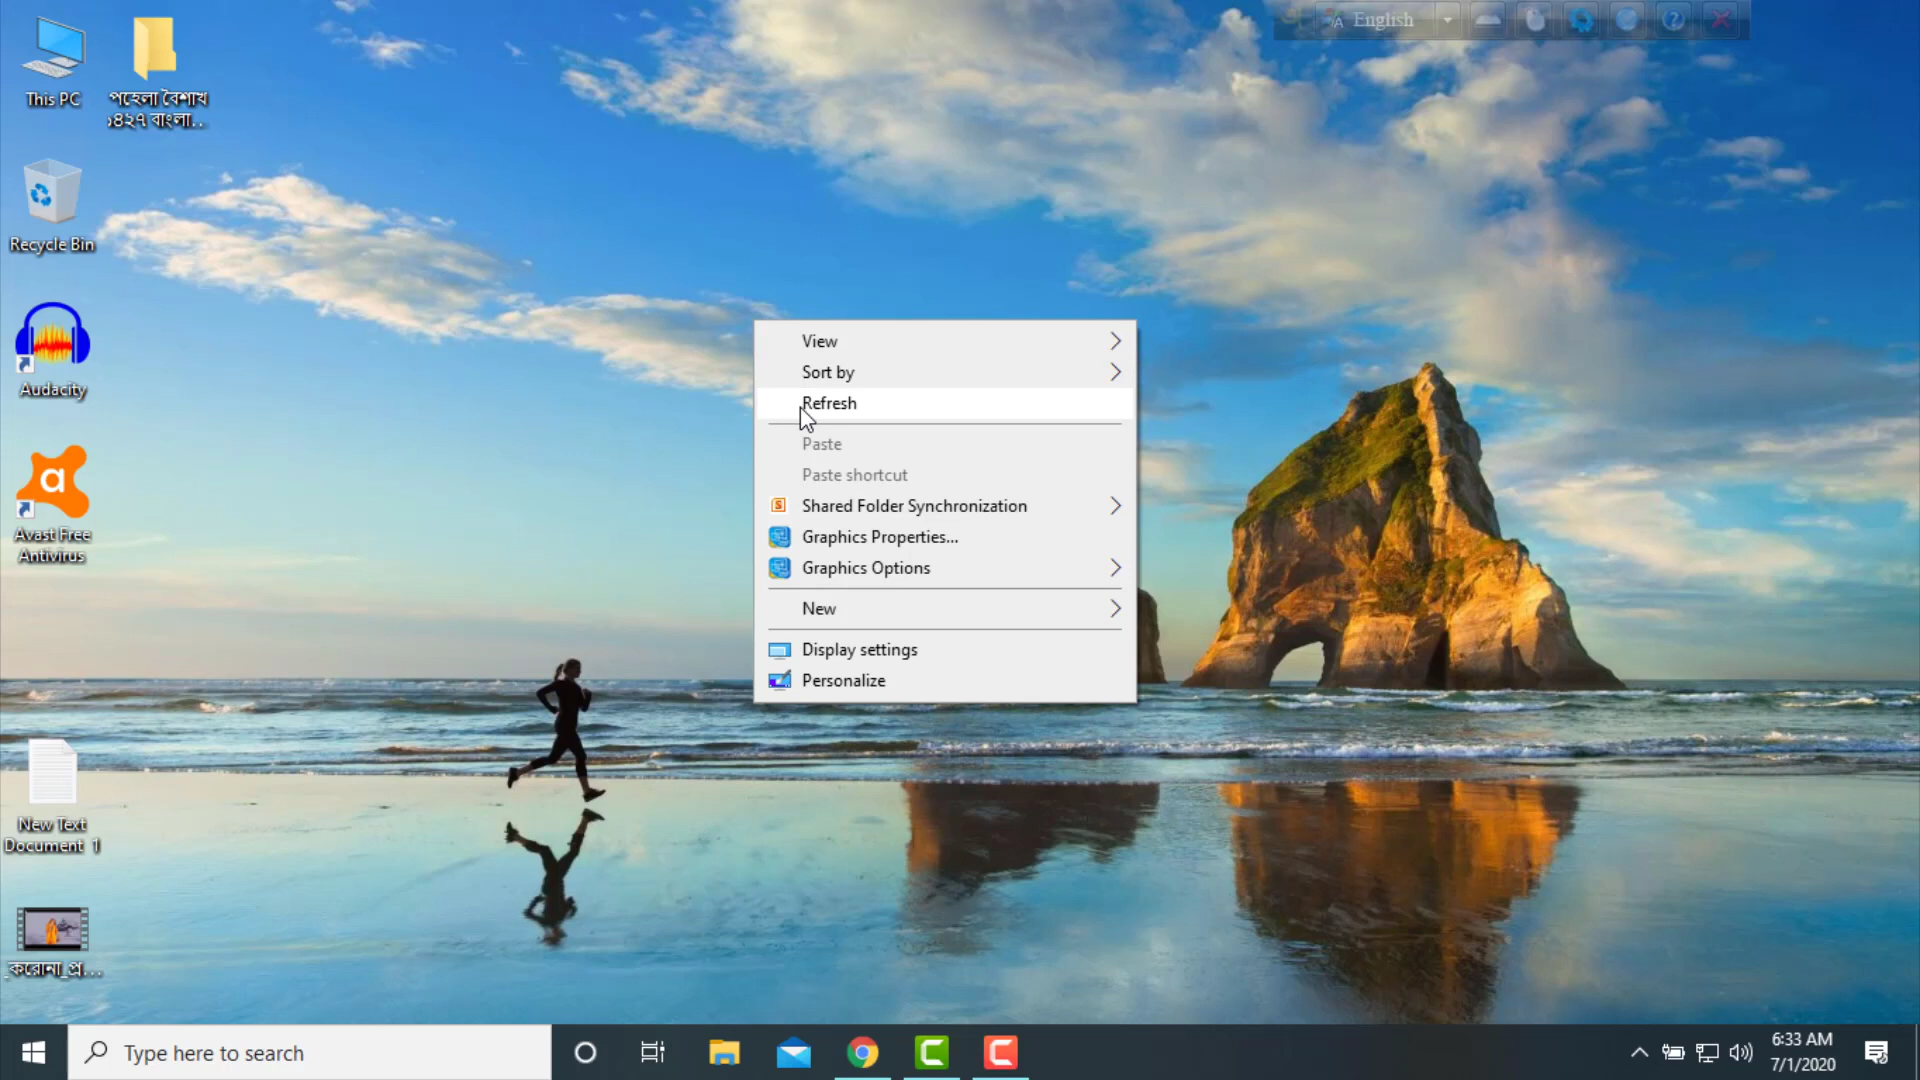 English
This PC
পহেলা বৈশাখ
১৪২৭ বাংলা...
Recycle Bin
Audacity
Avast Free
Antivirus
New Text
Document 1
_করোনা_প্র...
View
Sort by
Refresh
Paste
Paste shortcut
Shared Folder Synchronization
Graphics Properties...
Graphics Options
New
Display settings
Personalize
Type here to search
6:33 AM
7/1/2020